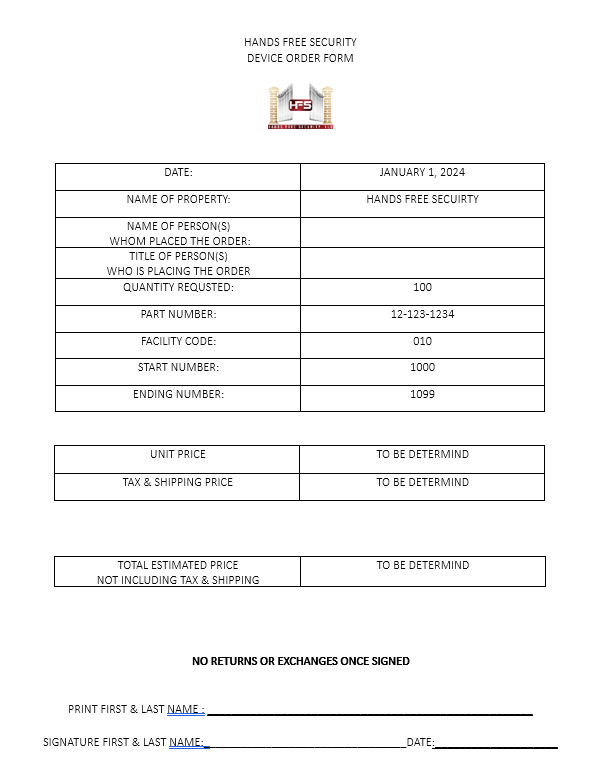 HANDS FREE SECURITY
DEVICE ORDER FORM
HFS
HANDS FREE SECURITY LLC
DATE: JANUARY 1, 2024
NAME OF PROPERTY: HANDS FREE SECUIRTY
NAME OF PERSON(S)
WHOM PLACED THE ORDER:
TITLE OF PERSON(S)
WHO IS PLACING THE ORDER
QUANTITY REQUSTED: 100
PART NUMBER: 12-123-1234
FACILITY CODE: 010
START NUMBER: 1000
ENDING NUMBER: 1099
UNIT PRICE TO BE DETERMIND
TAX & SHIPPING PRICE TO BE DETERMIND
TOTAL ESTIMATED PRICE TO BE DETERMIND
NOT INCLUDING TAX & SHIPPING
NO RETURNS OR EXCHANGES ONCE SIGNED
PRINT FIRST & LAST NAME :
SIGNATURE FIRST & LAST NAME: DATE: